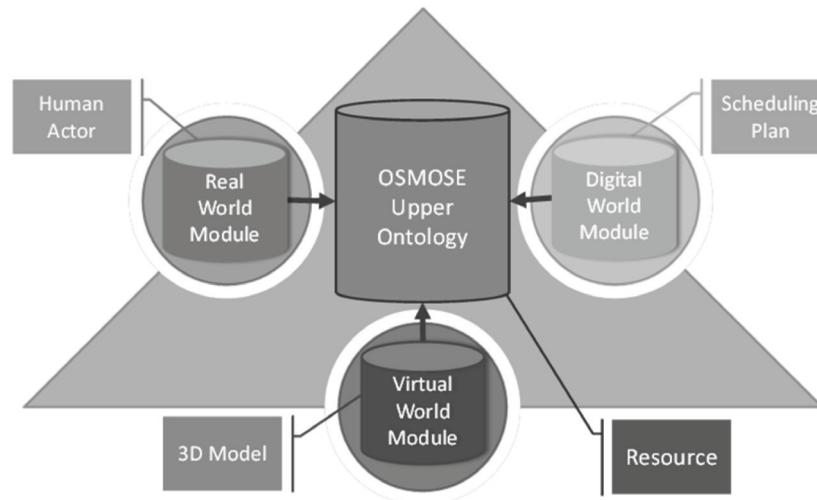 Human
Actor
Real
World
Module
OSMOSE
Upper
Ontology
Digital
World
Module
Scheduling
Plan
Virtual
World
Module
3D Model
Resource